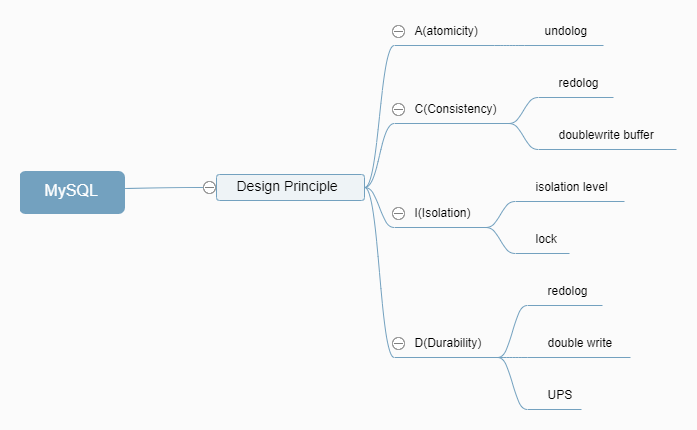 MySQL
Design Principle
A(atomicity)
undolog
C(Consistency)
redolog
doublewrite buffer
I(Isolation)
isolation level
lock
D(Durability)
redolog
double write
UPS